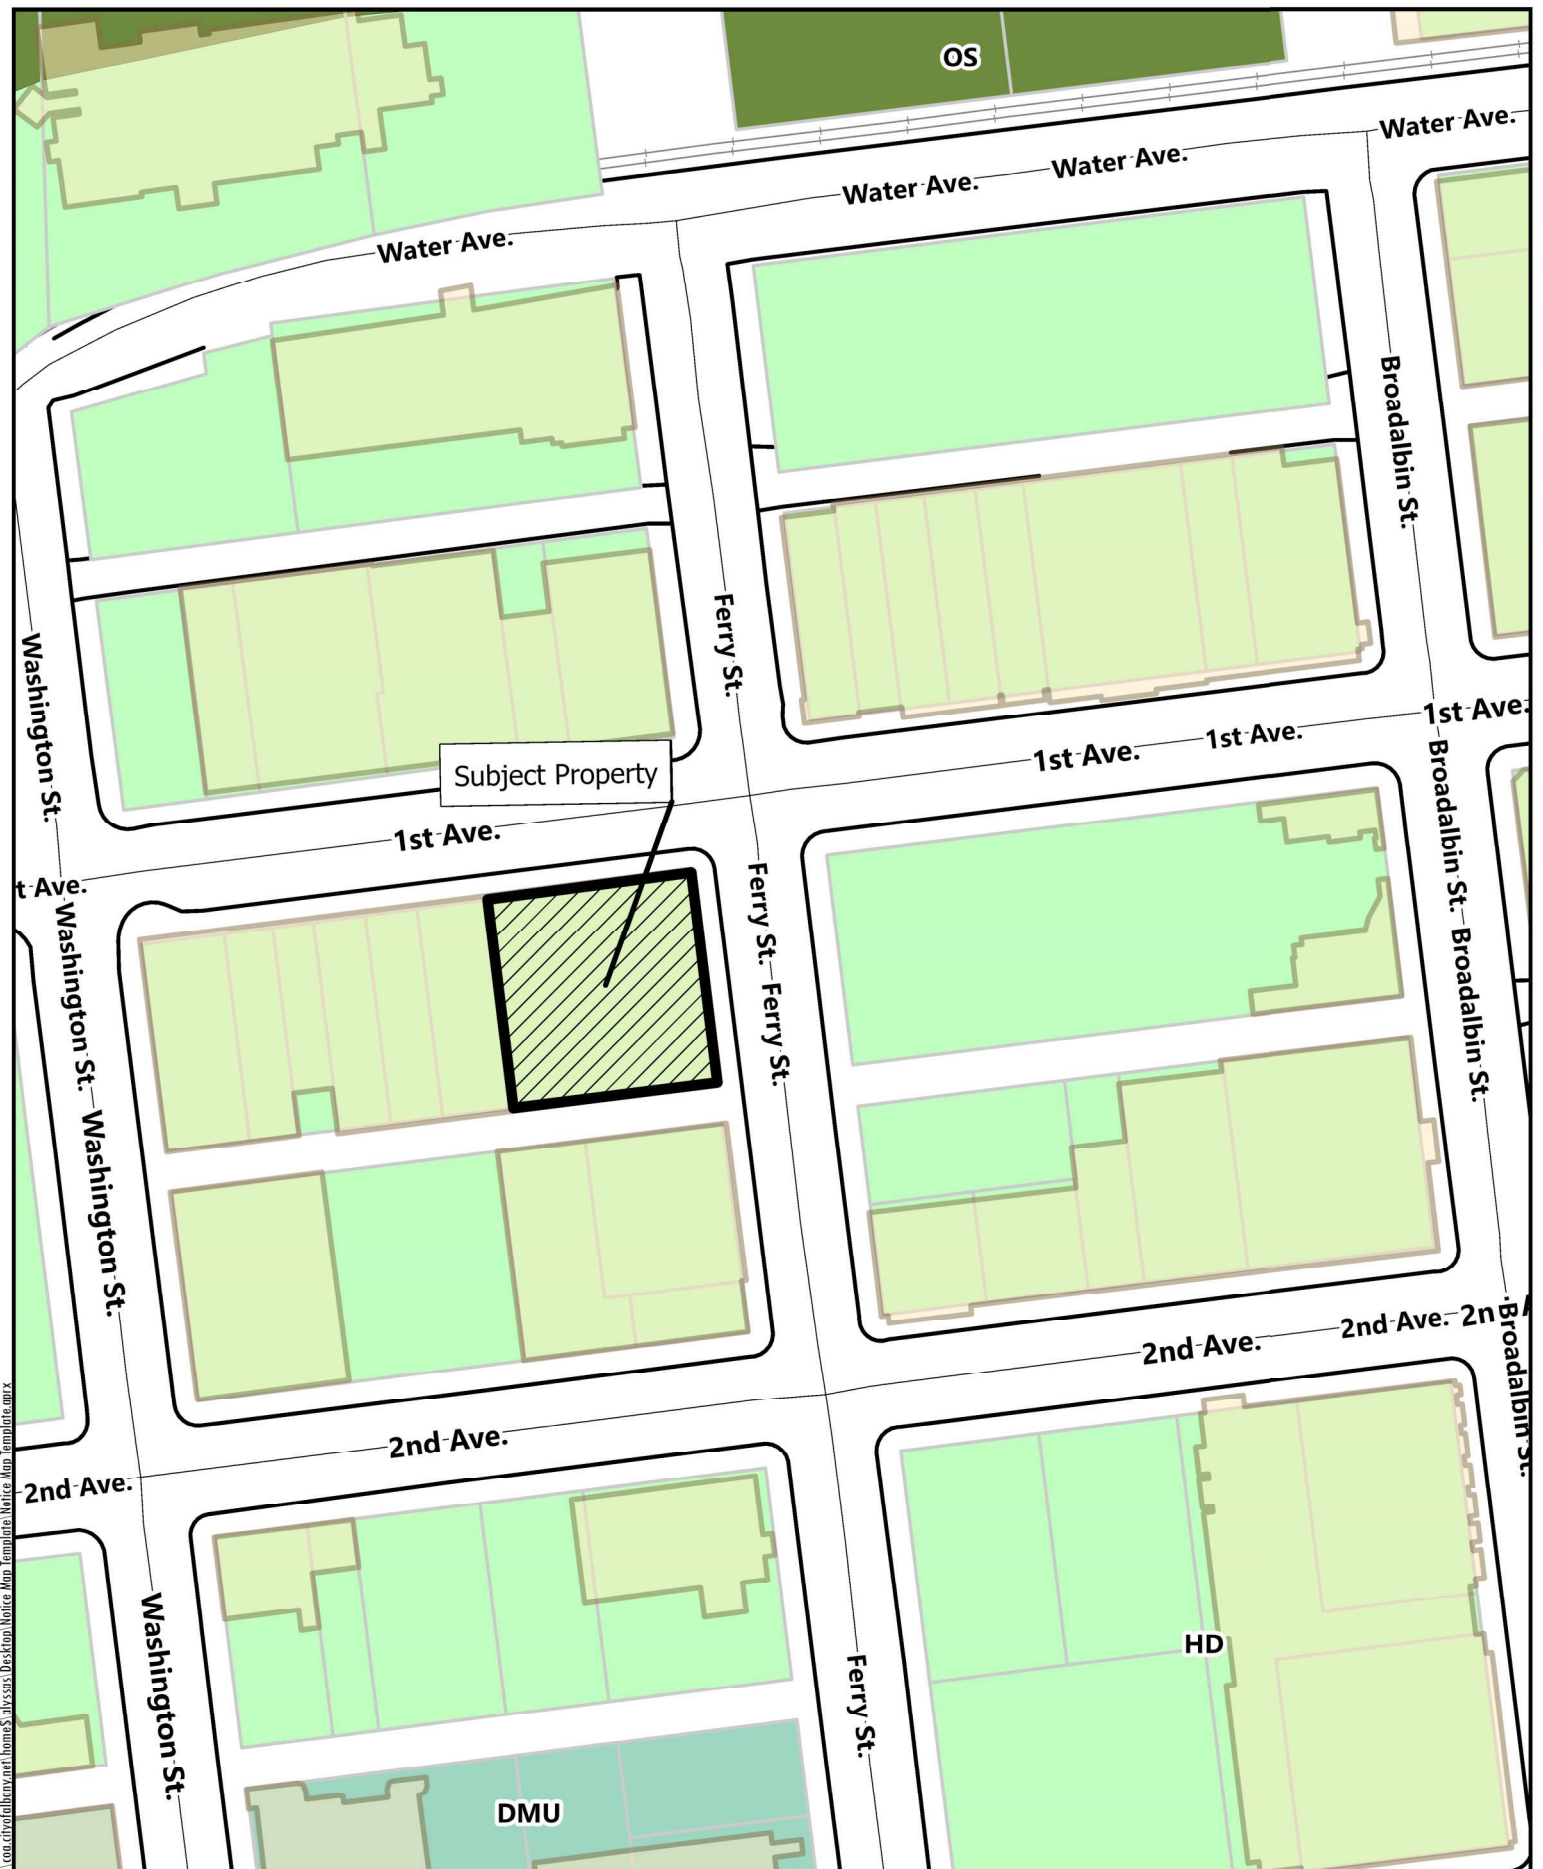 OS
Water Ave.
Water Ave.
Water Ave.
Water Ave.
Broadalbin St.
Ferry St.
Washington St.
1st Ave.
1st Ave.
1st Ave.
Subject Property
1st Ave.
t Ave.
Broadalbin St.
Ferry St.
Washington St.
Broadalbin St.
Ferry St.
Washington St.
2nd Ave.
2nd Ave.
2n
Broadalbin St.
2nd Ave.
2nd Ave.
Washington St.
Ferry St.
HD
DMU